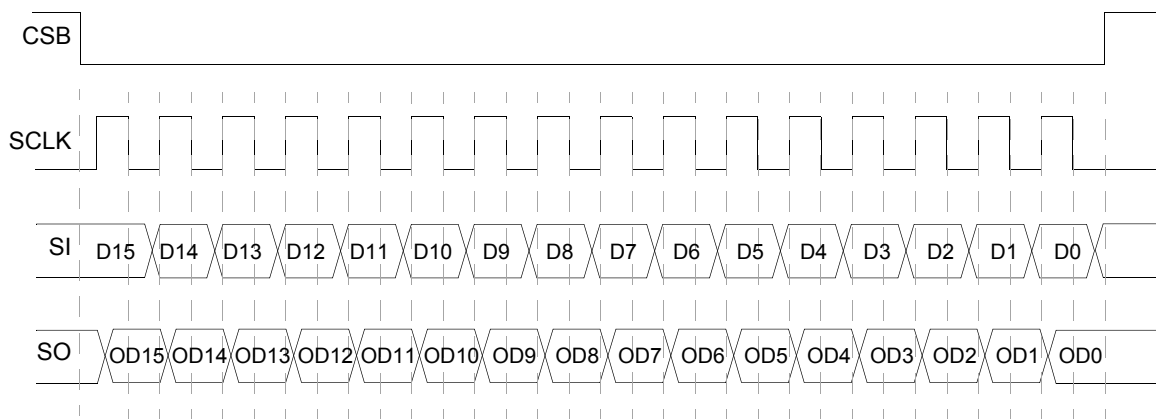 CSB
SCLK
SI D15 D14 D13 D12 D11 D10 D9 D8 D7 D6 D5 D4 D3 D2 D1 D0
SO OD15 OD14 OD13 OD12 OD11 OD10 OD9 OD8 OD7 OD6 OD5 OD4 OD3 OD2 OD1 OD0